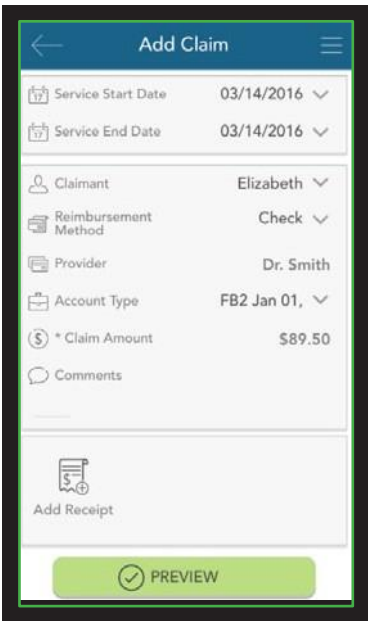 Add Claim
Service Start Date 03/14/2016
Service End Date 03/14/2016
Claimant Elizabeth
Reimbursement Method Check
Provider Dr. Smith
Account Type FB2 Jan 01,
* Claim Amount $89.50
Comments
Add Receipt
PREVIEW